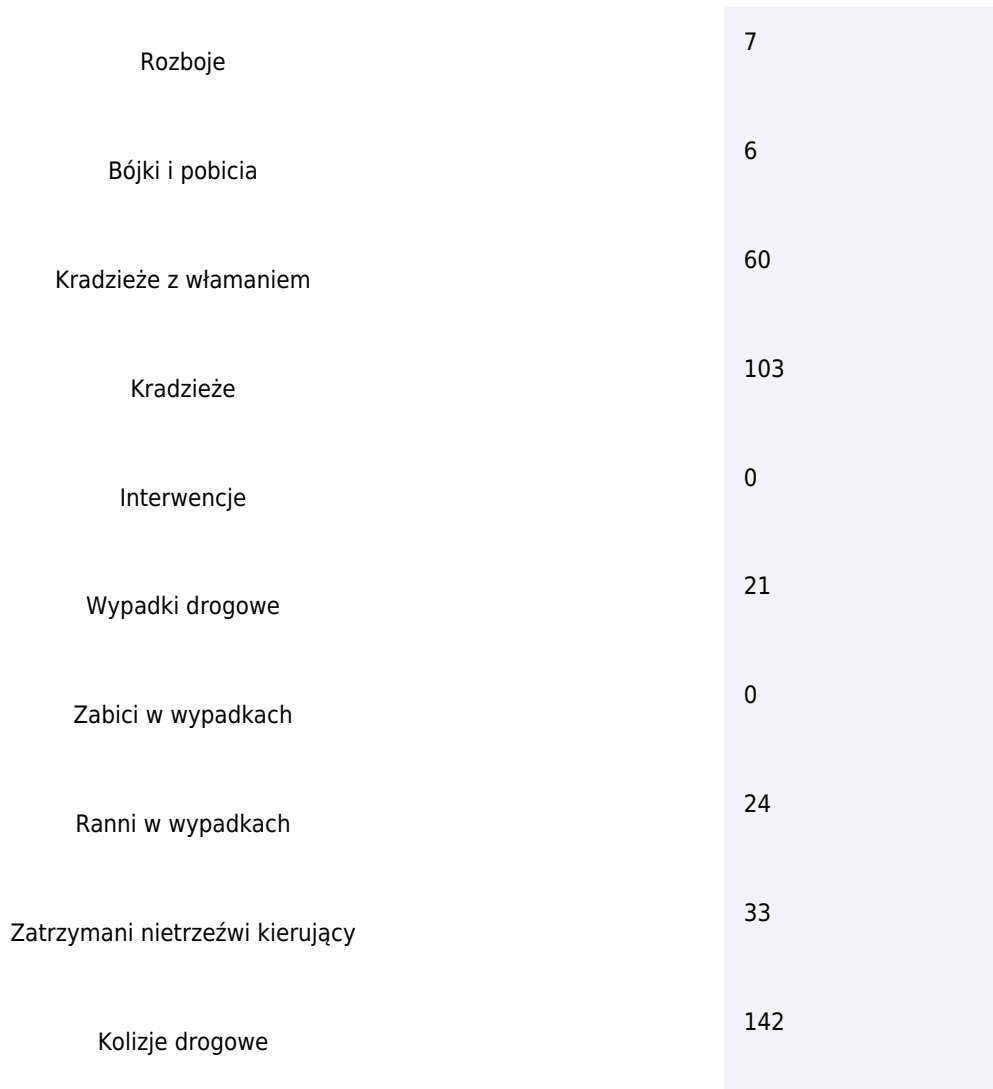 Rozboje 7
Bójki i pobicia 6
Kradzieże z włamaniem 60
Kradzieże 103
Interwencje 0
Wypadki drogowe 21
Zabici w wypadkach 0
Ranni w wypadkach 24
Zatrzymani nietrzeźwi kierujący 33
Kolizje drogowe 142